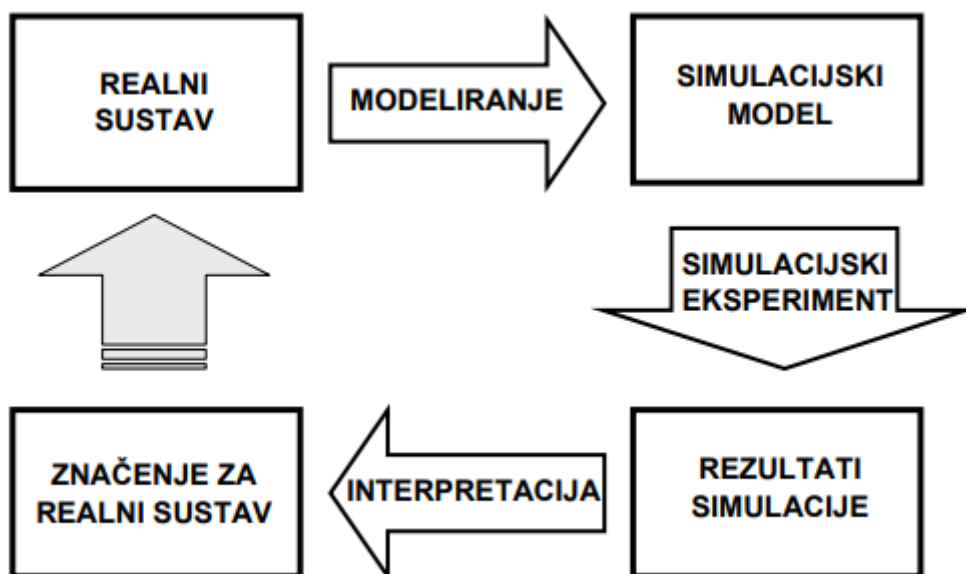 REALNI
SUSTAV
MODELIRANJE
SIMULACIJSKI
MODEL
SIMULACIJSKI
EKSPERIMENT
ZNAČENJE ZA
REALNI SUSTAV
INTERPRETACIJA
REZULTATI
SIMULACIJE